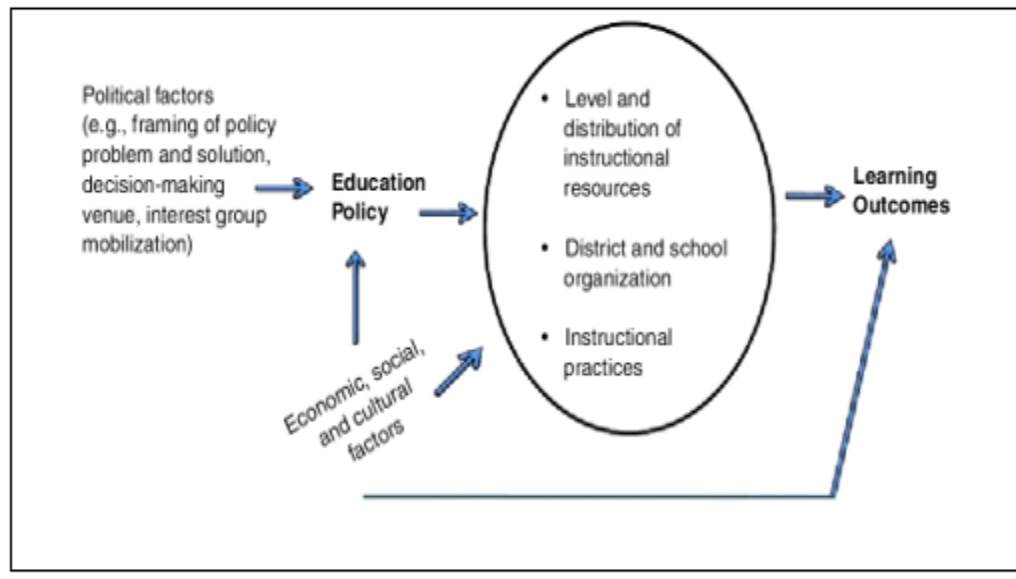 Political factors
(e.g., framing of policy
problem and solution,
decision-making
venue, interest group
mobilization)
Education
Policy
• Level and
distribution of
instructional
resources
• District and school
organization
• Instructional
practices
Learning
Outcomes
Economic, social,
and cultural
factors